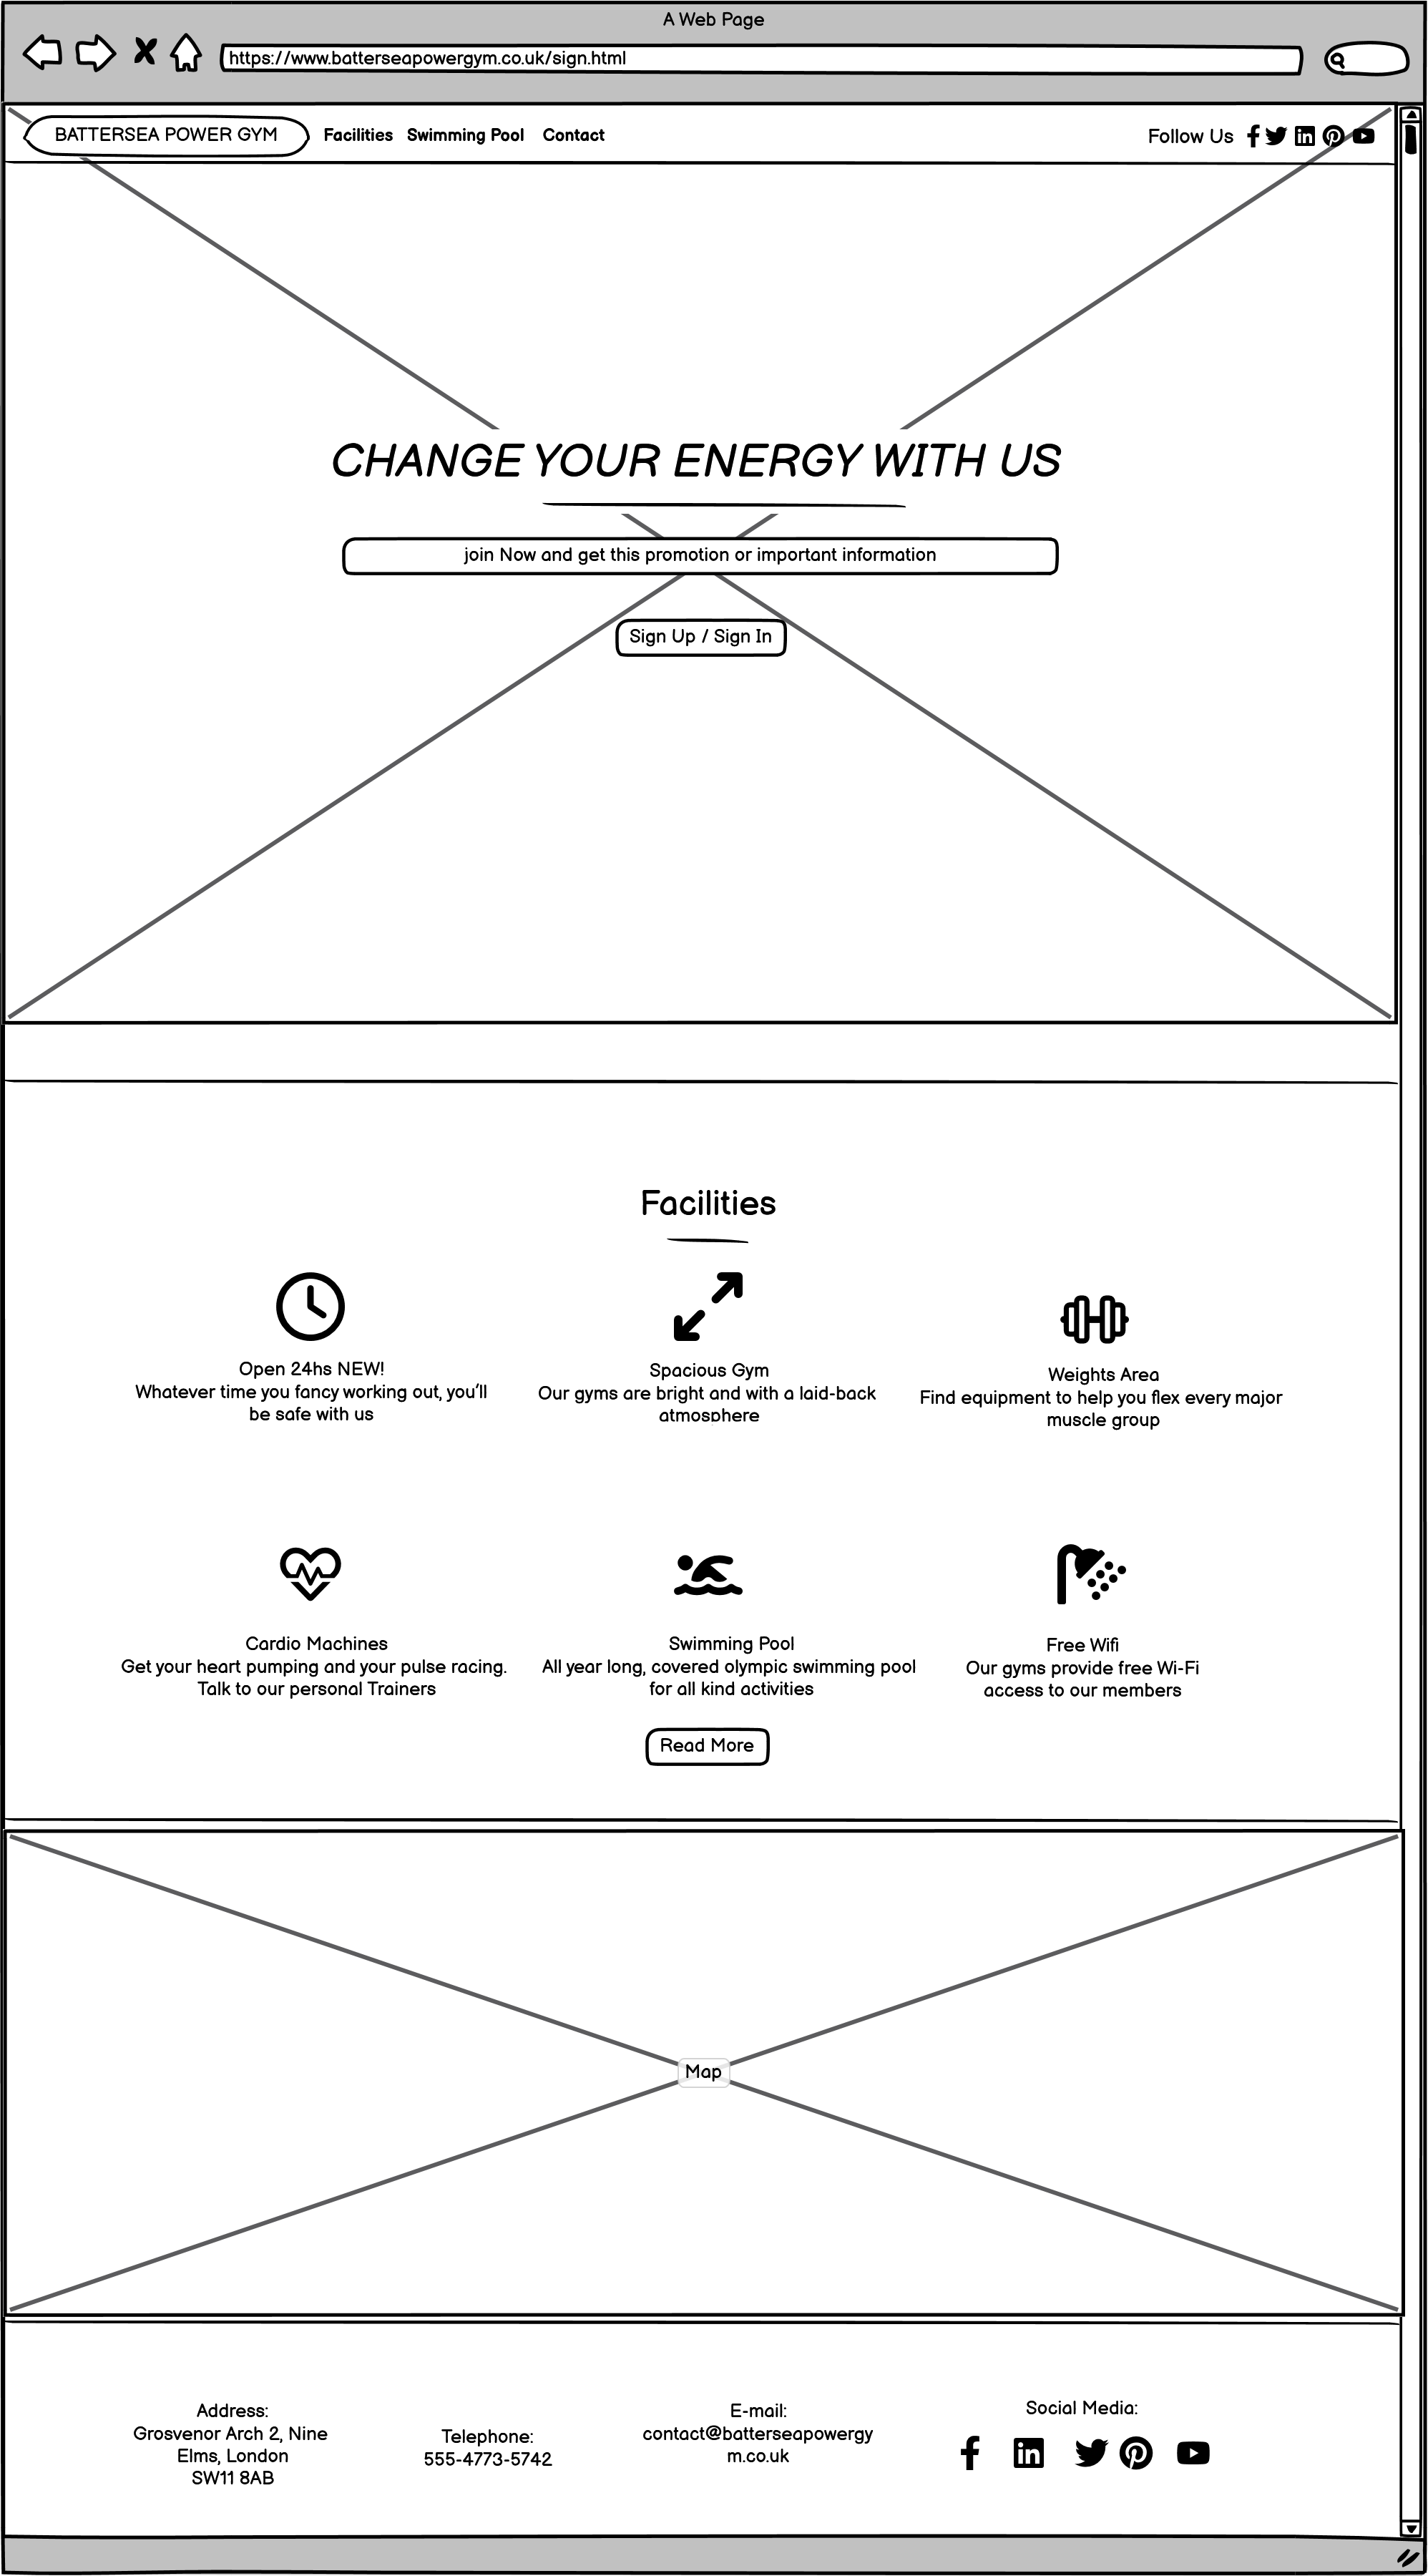 A Web Page
https://www.batterseapowergym.co.uk/sign.html
BATTERSEA POWER GYM Facilities Swimming Pool Contact Follow Us
CHANGE YOUR ENERGY WITH US
join Now and get this promotion or important information
Sign Up / Sign In
Facilities
Open 24hs NEW!
Whatever time you fancy working out, you'll
be safe with us
Spacious Gym
Our gyms are bright and with a laid-back
atmosphere
Weights Area
Find equipment to help you flex every major
muscle group
Cardio Machines
Get your heart pumping and your pulse racing.
Talk to our personal Trainers
Swimming Pool
All year long, covered olympic swimming pool
for all kind activities
Free Wifi
Our gyms provide free Wi-Fi
access to our members
Read More
Map
Address:
Grosvenor Arch 2, Nine
Elms, London
SW11 8AB
Telephone:
555-4773-5742
E-mail:
contact@batterseapowergy
m.co.uk
Social Media: